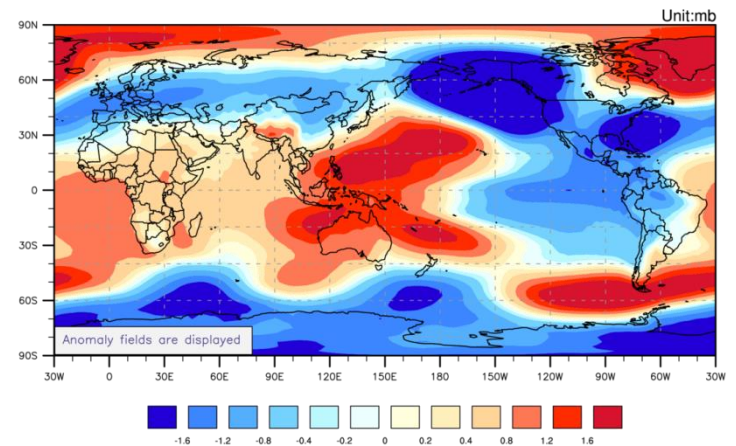 Unit:mb
90N
60N
30N
0
30S
60S
90S
Anomaly fields are displayed
30W 0 30E 60E 90E 120E 150E 180 150W 120W 90W 60W 30W
-1.6 -1.2 -0.8 -0.4 -0.2 0 0.2 0.4 0.8 1.2 1.6